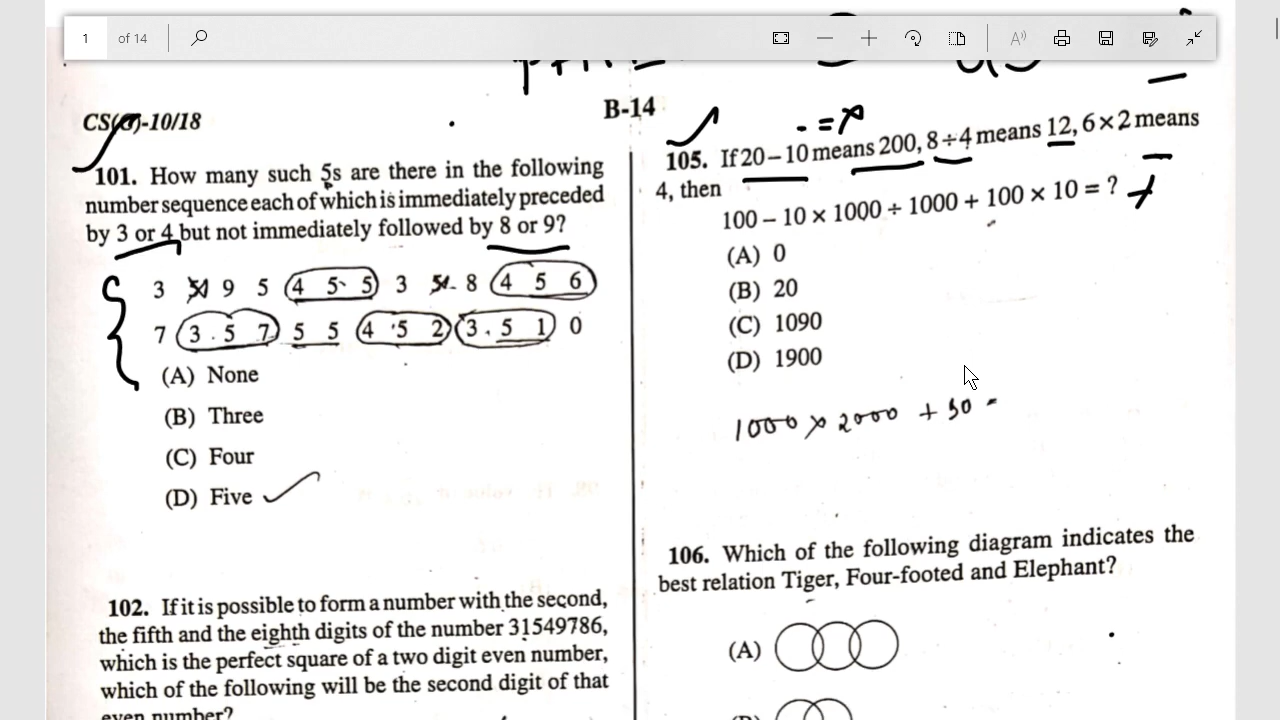 1 of 14
B-14
CS(G)-10/18
101. How many such 5s are there in the following
number sequence each of which is immediately preceded
by 3 or 4 but not immediately followed by 8 or 9?
3 9 5 4 5 5 3 8 4 5 6
7 3 5 7 5 5 4 5 2 3 5 1 0
(A) None
(B) Three
(C) Four
(D) Five
102. If it is possible to form a number with the second,
the fifth and the eighth digits of the number 31549786,
which is the perfect square of a two digit even number,
which of the following will be the second digit of that
even number?
- = ×
105. If 20 – 10 means 200, 8 ÷ 4 means 12, 6 × 2 means
4, then
100 – 10 × 1000 ÷ 1000 + 100 × 10 = ?
(A) 0
(B) 20
(C) 1090
(D) 1900
1000 × 2000 + 30 -
106. Which of the following diagram indicates the
best relation Tiger, Four-footed and Elephant?
(A)